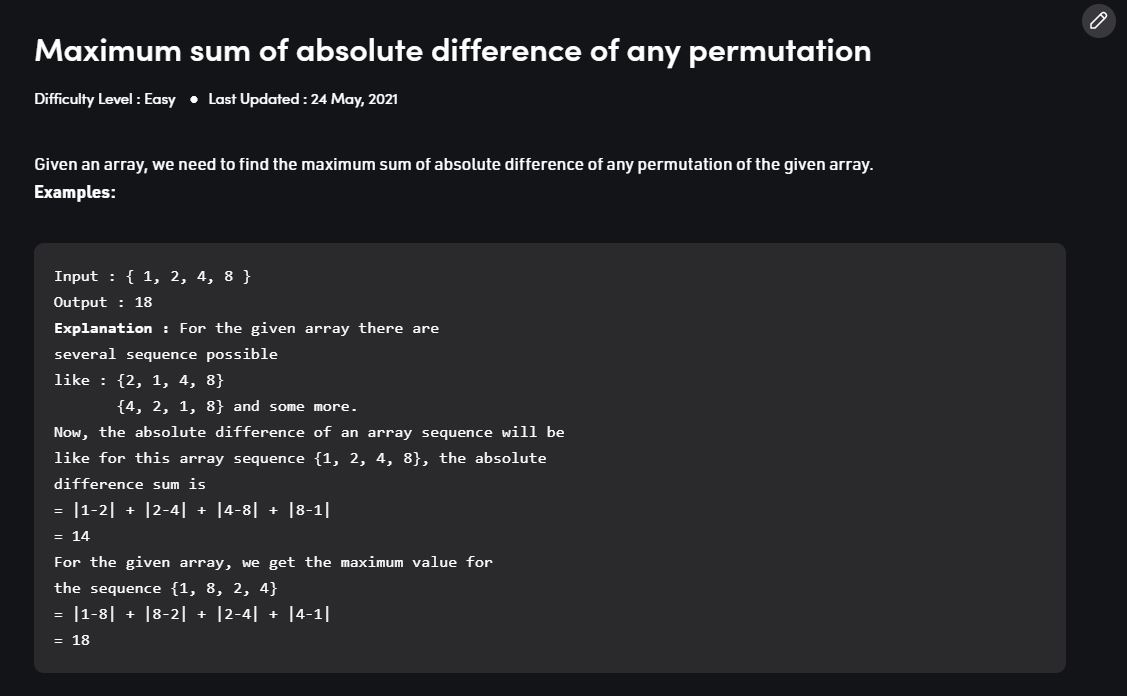 Maximum sum of absolute difference of any permutation
Difficulty Level : Easy ● Last Updated : 24 May, 2021
Given an array, we need to find the maximum sum of absolute difference of any permutation of the given array.
Examples:
Input : { 1, 2, 4, 8 }
Output : 18
Explanation : For the given array there are
several sequence possible
like : {2, 1, 4, 8}
       {4, 2, 1, 8} and some more.
Now, the absolute difference of an array sequence will be
like for this array sequence {1, 2, 4, 8}, the absolute
difference sum is
= |1-2| + |2-4| + |4-8| + |8-1|
= 14
For the given array, we get the maximum value for
the sequence {1, 8, 2, 4}
= |1-8| + |8-2| + |2-4| + |4-1|
= 18